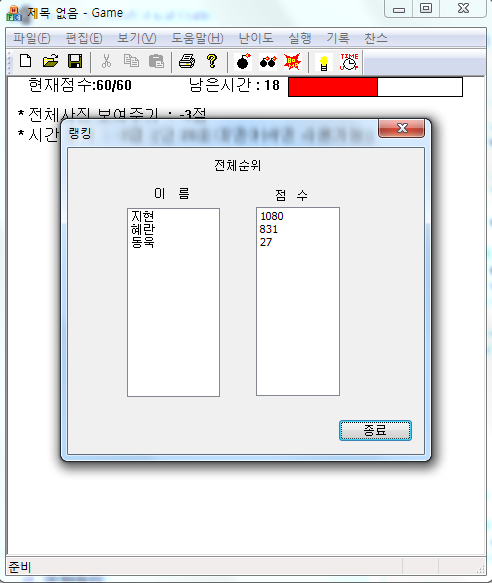 제목 없음 - Game
파일(F) 편집(E) 보기(V) 도움말(H) 난이도 실행 기록 찬스
TIME
현재점수:60/60 남은시간 : 18
* 전체사진 보여주기 : -3점
* 시간
랭킹
전체순위
이 름 점 수
지현 1080
혜란 831
동욱 27
종료
준비